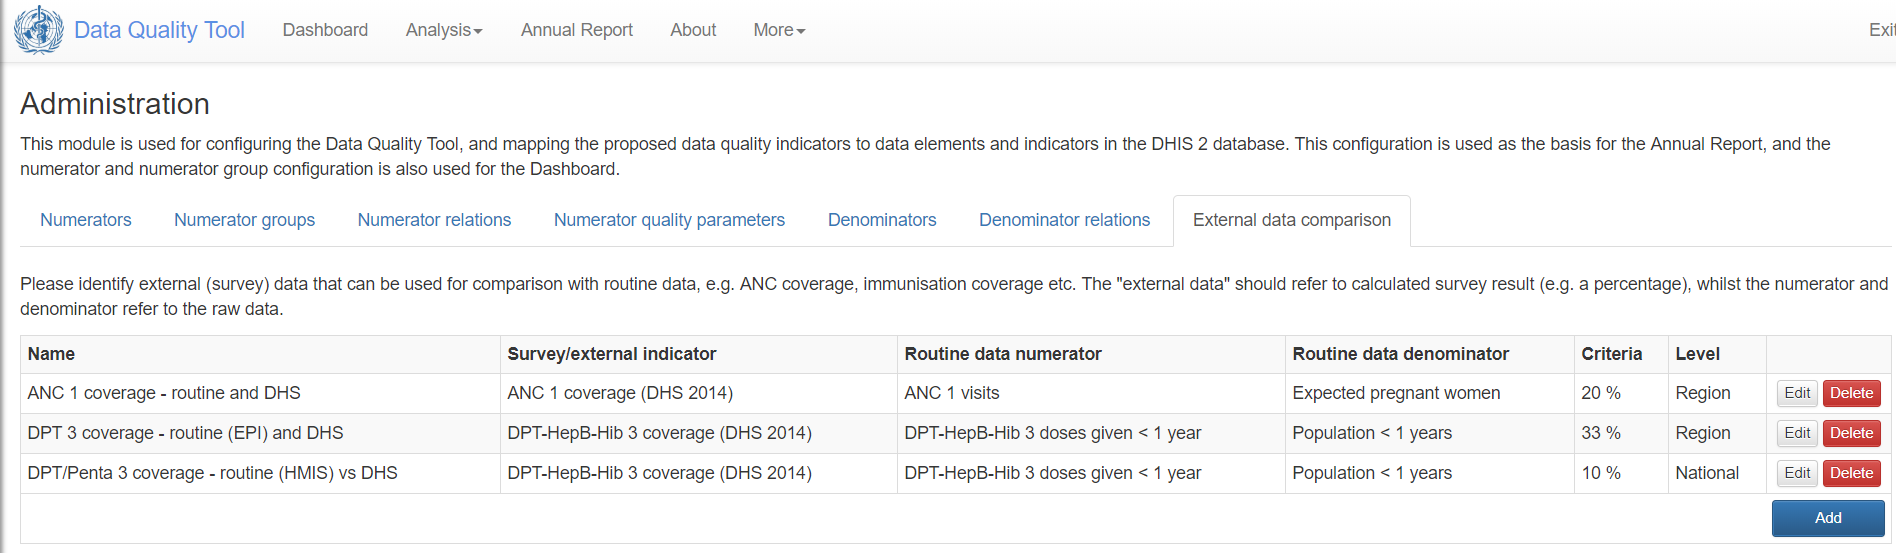 Data Quality Tool Dashboard Analysis Annual Report About More Exit
Administration
This module is used for configuring the Data Quality Tool, and mapping the proposed data quality indicators to data elements and indicators in the DHIS 2 database. This configuration is used as the basis for the Annual Report, and the
numerator and numerator group configuration is also used for the Dashboard.
Numerators Numerator groups Numerator relations Numerator quality parameters Denominators Denominator relations External data comparison
Please identify external (survey) data that can be used for comparison with routine data, e.g. ANC coverage, immunisation coverage etc. The "external data" should refer to calculated survey result (e.g. a percentage), whilst the numerator and
denominator refer to the raw data.
Name Survey/external indicator Routine data numerator Routine data denominator Criteria Level
ANC 1 coverage - routine and DHS ANC 1 coverage (DHS 2014) ANC 1 visits Expected pregnant women 20 % Region Edit Delete
DPT 3 coverage - routine (EPI) and DHS DPT-HepB-Hib 3 coverage (DHS 2014) DPT-HepB-Hib 3 doses given < 1 year Population < 1 years 33 % Region Edit Delete
DPT/Penta 3 coverage - routine (HMIS) vs DHS DPT-HepB-Hib 3 coverage (DHS 2014) DPT-HepB-Hib 3 doses given < 1 year Population < 1 years 10 % National Edit Delete
Add